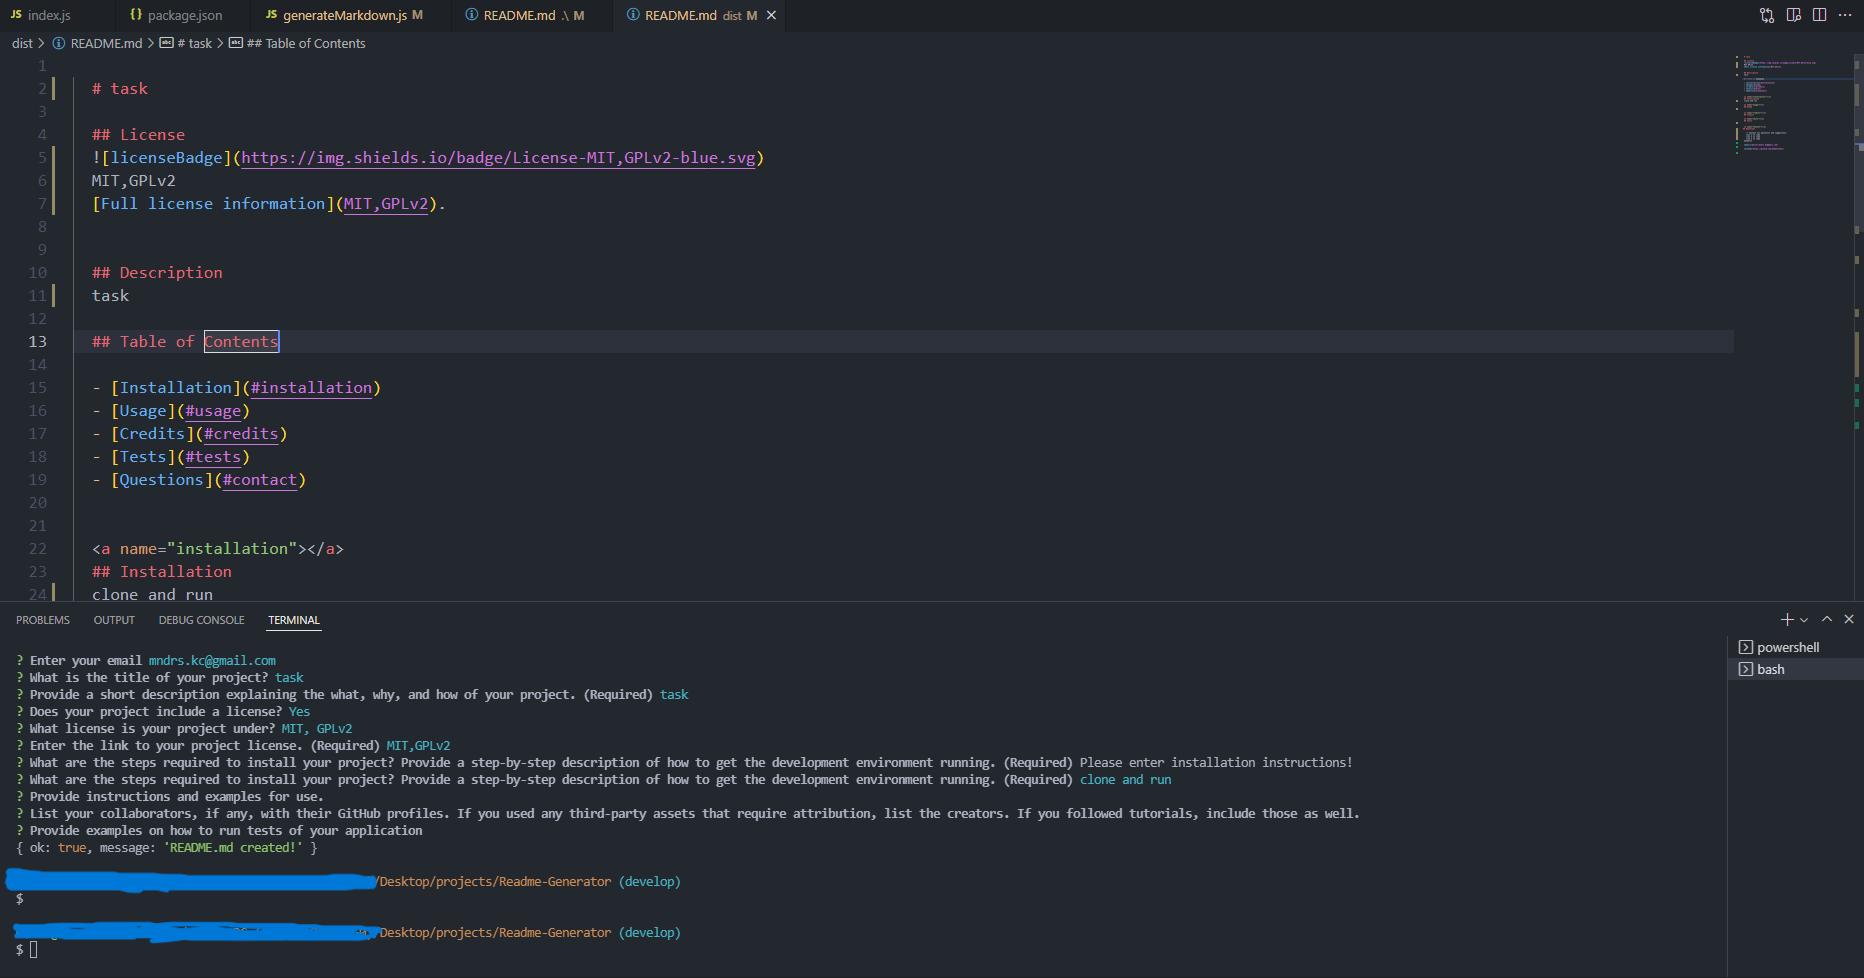 JS index.js {} package.json JS generateMarkdown.js M README.md .\ M README.md dist M
dist > README.md > # task > ## Table of Contents
1
2 # task
3
4 ## License
5 ![licenseBadge](https://img.shields.io/badge/License-MIT,GPLv2-blue.svg)
6 MIT,GPLv2
7 [Full license information](MIT,GPLv2).
8
9
10 ## Description
11 task
12
13 ## Table of Contents
14
15 - [Installation](#installation)
16 - [Usage](#usage)
17 - [Credits](#credits)
18 - [Tests](#tests)
19 - [Questions](#contact)
20
21
22 <a name="installation"></a>
23 ## Installation
24 clone and run
PROBLEMS OUTPUT DEBUG CONSOLE TERMINAL
powershell
bash
? Enter your email mndrs.kc@gmail.com
? What is the title of your project? task
? Provide a short description explaining the what, why, and how of your project. (Required) task
? Does your project include a license? Yes
? What license is your project under? MIT, GPLv2
? Enter the link to your project license. (Required) MIT,GPLv2
? What are the steps required to install your project? Provide a step-by-step description of how to get the development environment running. (Required) Please enter installation instructions!
? What are the steps required to install your project? Provide a step-by-step description of how to get the development environment running. (Required) clone and run
? Provide instructions and examples for use.
? List your collaborators, if any, with their GitHub profiles. If you used any third-party assets that require attribution, list the creators. If you followed tutorials, include those as well.
? Provide examples on how to run tests of your application
{ ok: true, message: 'README.md created!' }
/Desktop/projects/Readme-Generator (develop)
$
Desktop/projects/Readme-Generator (develop)
$